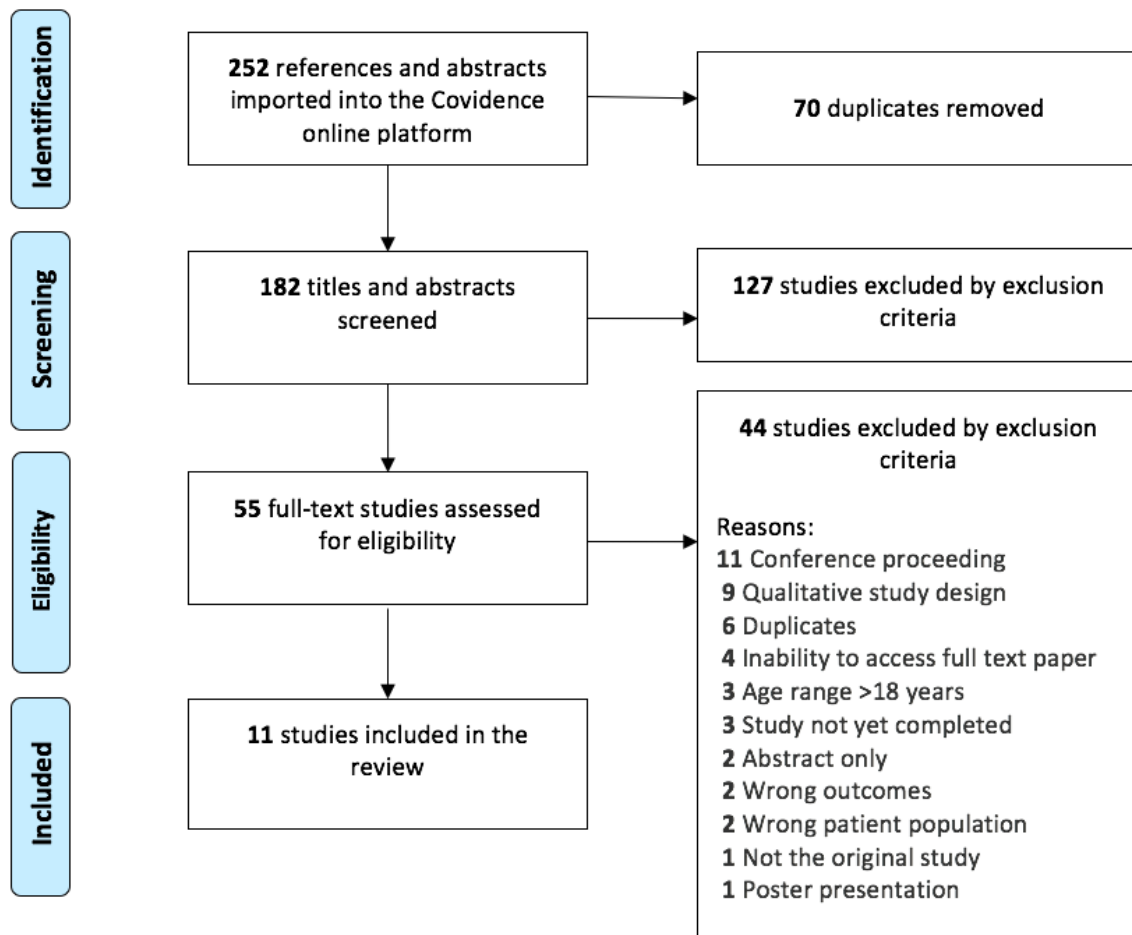 Identification
252 references and abstracts
imported into the Covidence
online platform
70 duplicates removed
Screening
182 titles and abstracts
screened
127 studies excluded by exclusion
criteria
Eligibility
55 full-text studies assessed
for eligibility
44 studies excluded by exclusion
criteria
Reasons:
11 Conference proceeding
9 Qualitative study design
6 Duplicates
4 Inability to access full text paper
3 Age range >18 years
3 Study not yet completed
2 Abstract only
2 Wrong outcomes
2 Wrong patient population
1 Not the original study
1 Poster presentation
Included
11 studies included in the
review